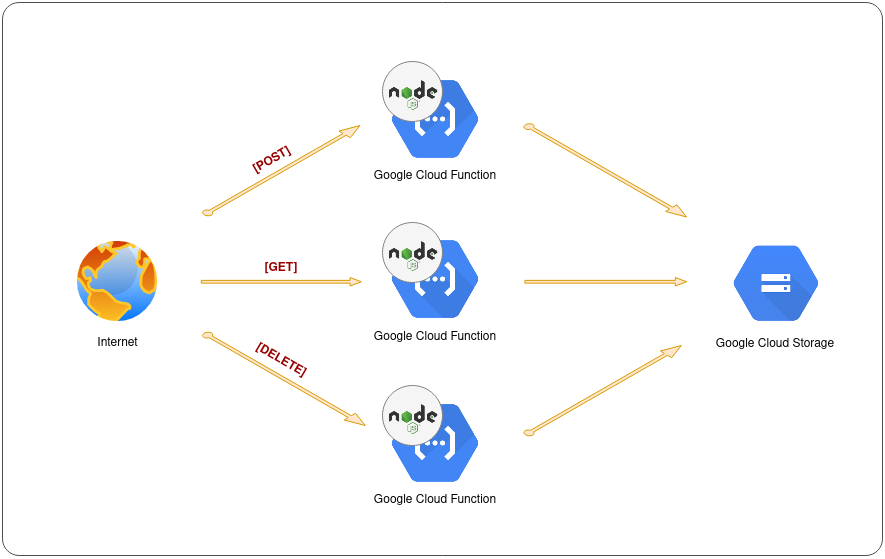 node
JS
Google Cloud Function
[POST]
node
JS
[GET]
Google Cloud Function
Internet
Google Cloud Storage
[DELETE]
node
JS
Google Cloud Function